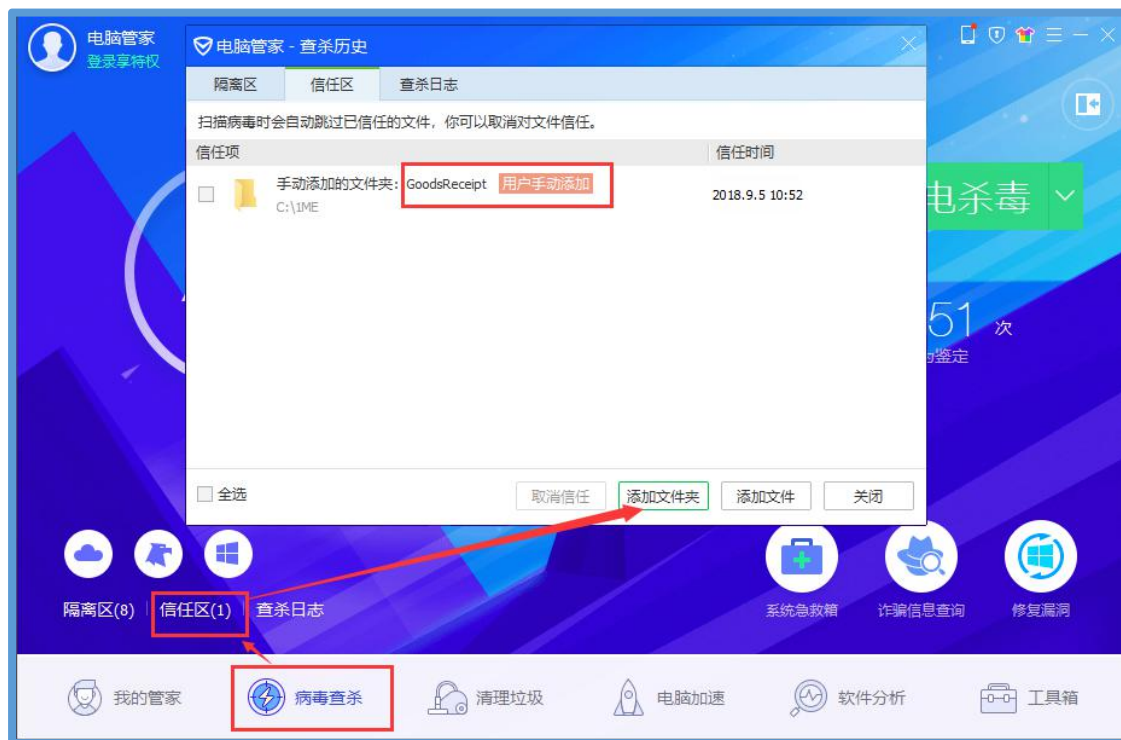 电脑管家
登录享特权
电脑管家 - 查杀历史
隔离区 信任区 查杀日志
扫描病毒时会自动跳过已信任的文件，你可以取消对文件信任。
信任项 信任时间
手动添加的文件夹: GoodsReceipt 用户手动添加 2018.9.5 10:52
C:\1ME
电杀毒
51 次
鉴定
全选 取消信任 添加文件夹 添加文件 关闭
隔离区(8) 信任区(1) 查杀日志
系统急救箱 诈骗信息查询 修复漏洞
我的管家 病毒查杀 清理垃圾 电脑加速 软件分析 工具箱